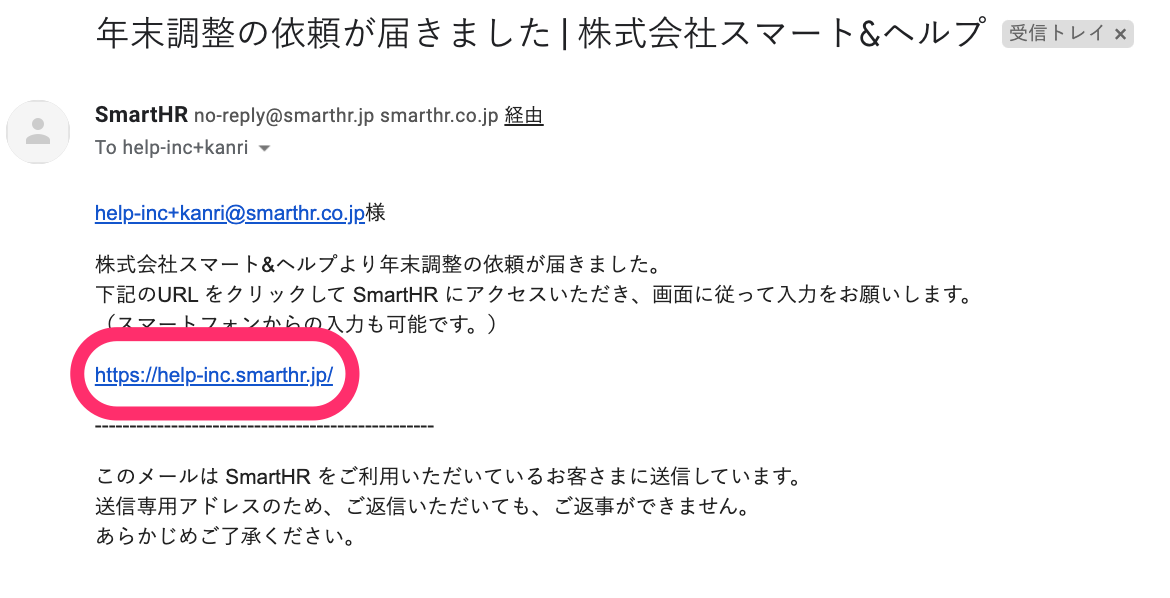 年末調整の依頼が届きました | 株式会社スマート&ヘルプ 受信トレイ ×
SmartHR no-reply@smarthr.jp smarthr.co.jp 経由
To help-inc+kanri
help-inc+kanri@smarthr.co.jp様
株式会社スマート&ヘルプより年末調整の依頼が届きました。
下記のURL をクリックして SmartHR にアクセスいただき、画面に従って入力をお願いします。
（スマートフォンからの入力も可能です。）
https://help-inc.smarthr.jp/
-------------------------------------------------
このメールは SmartHR をご利用いただいているお客さまに送信しています。
送信専用アドレスのため、ご返信いただいても、ご返事ができません。
あらかじめご了承ください。